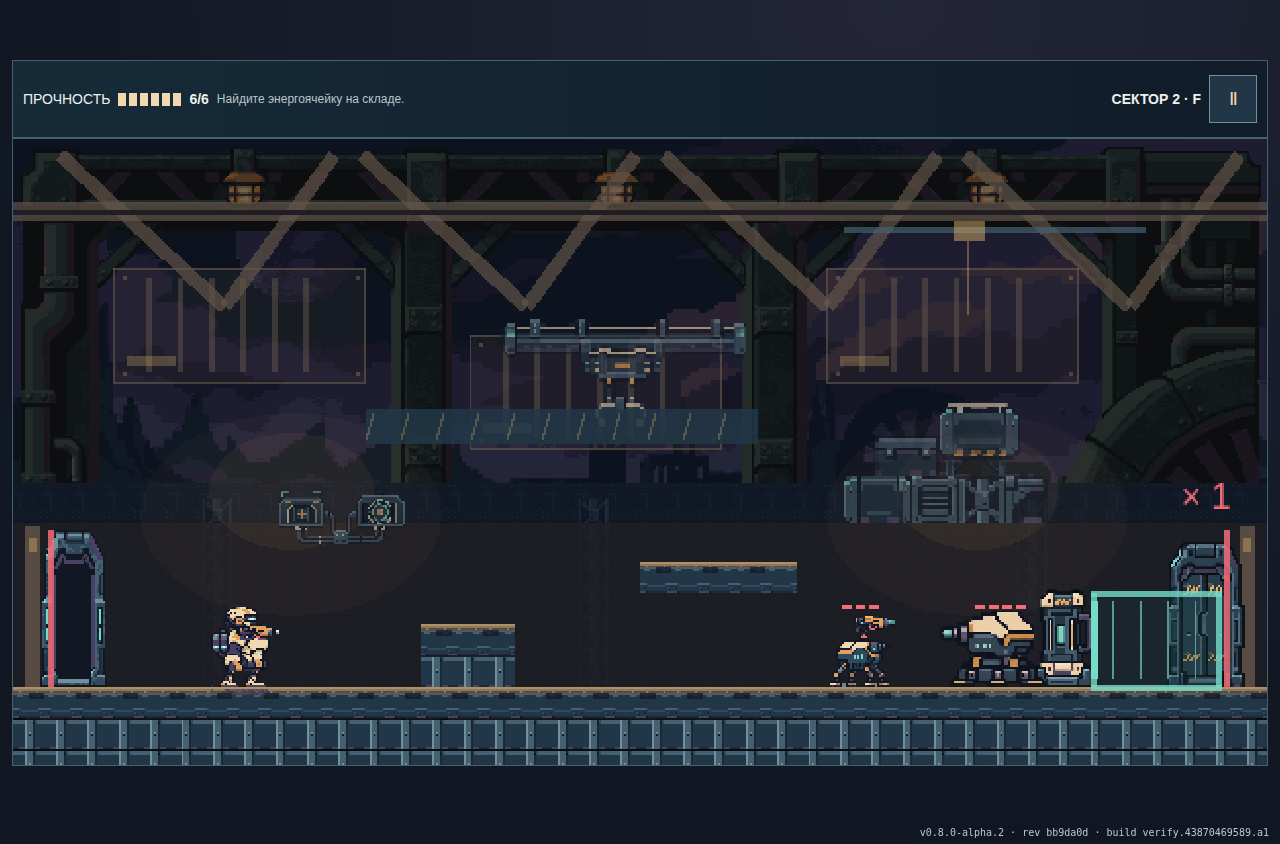 ПРОЧНОСТЬ 6/6 Найдите энергоячейку на складе.
СЕКТОР 2 · F
× 1
v0.8.0-alpha.2 · rev bb9da0d · build verify.43870469589.a1